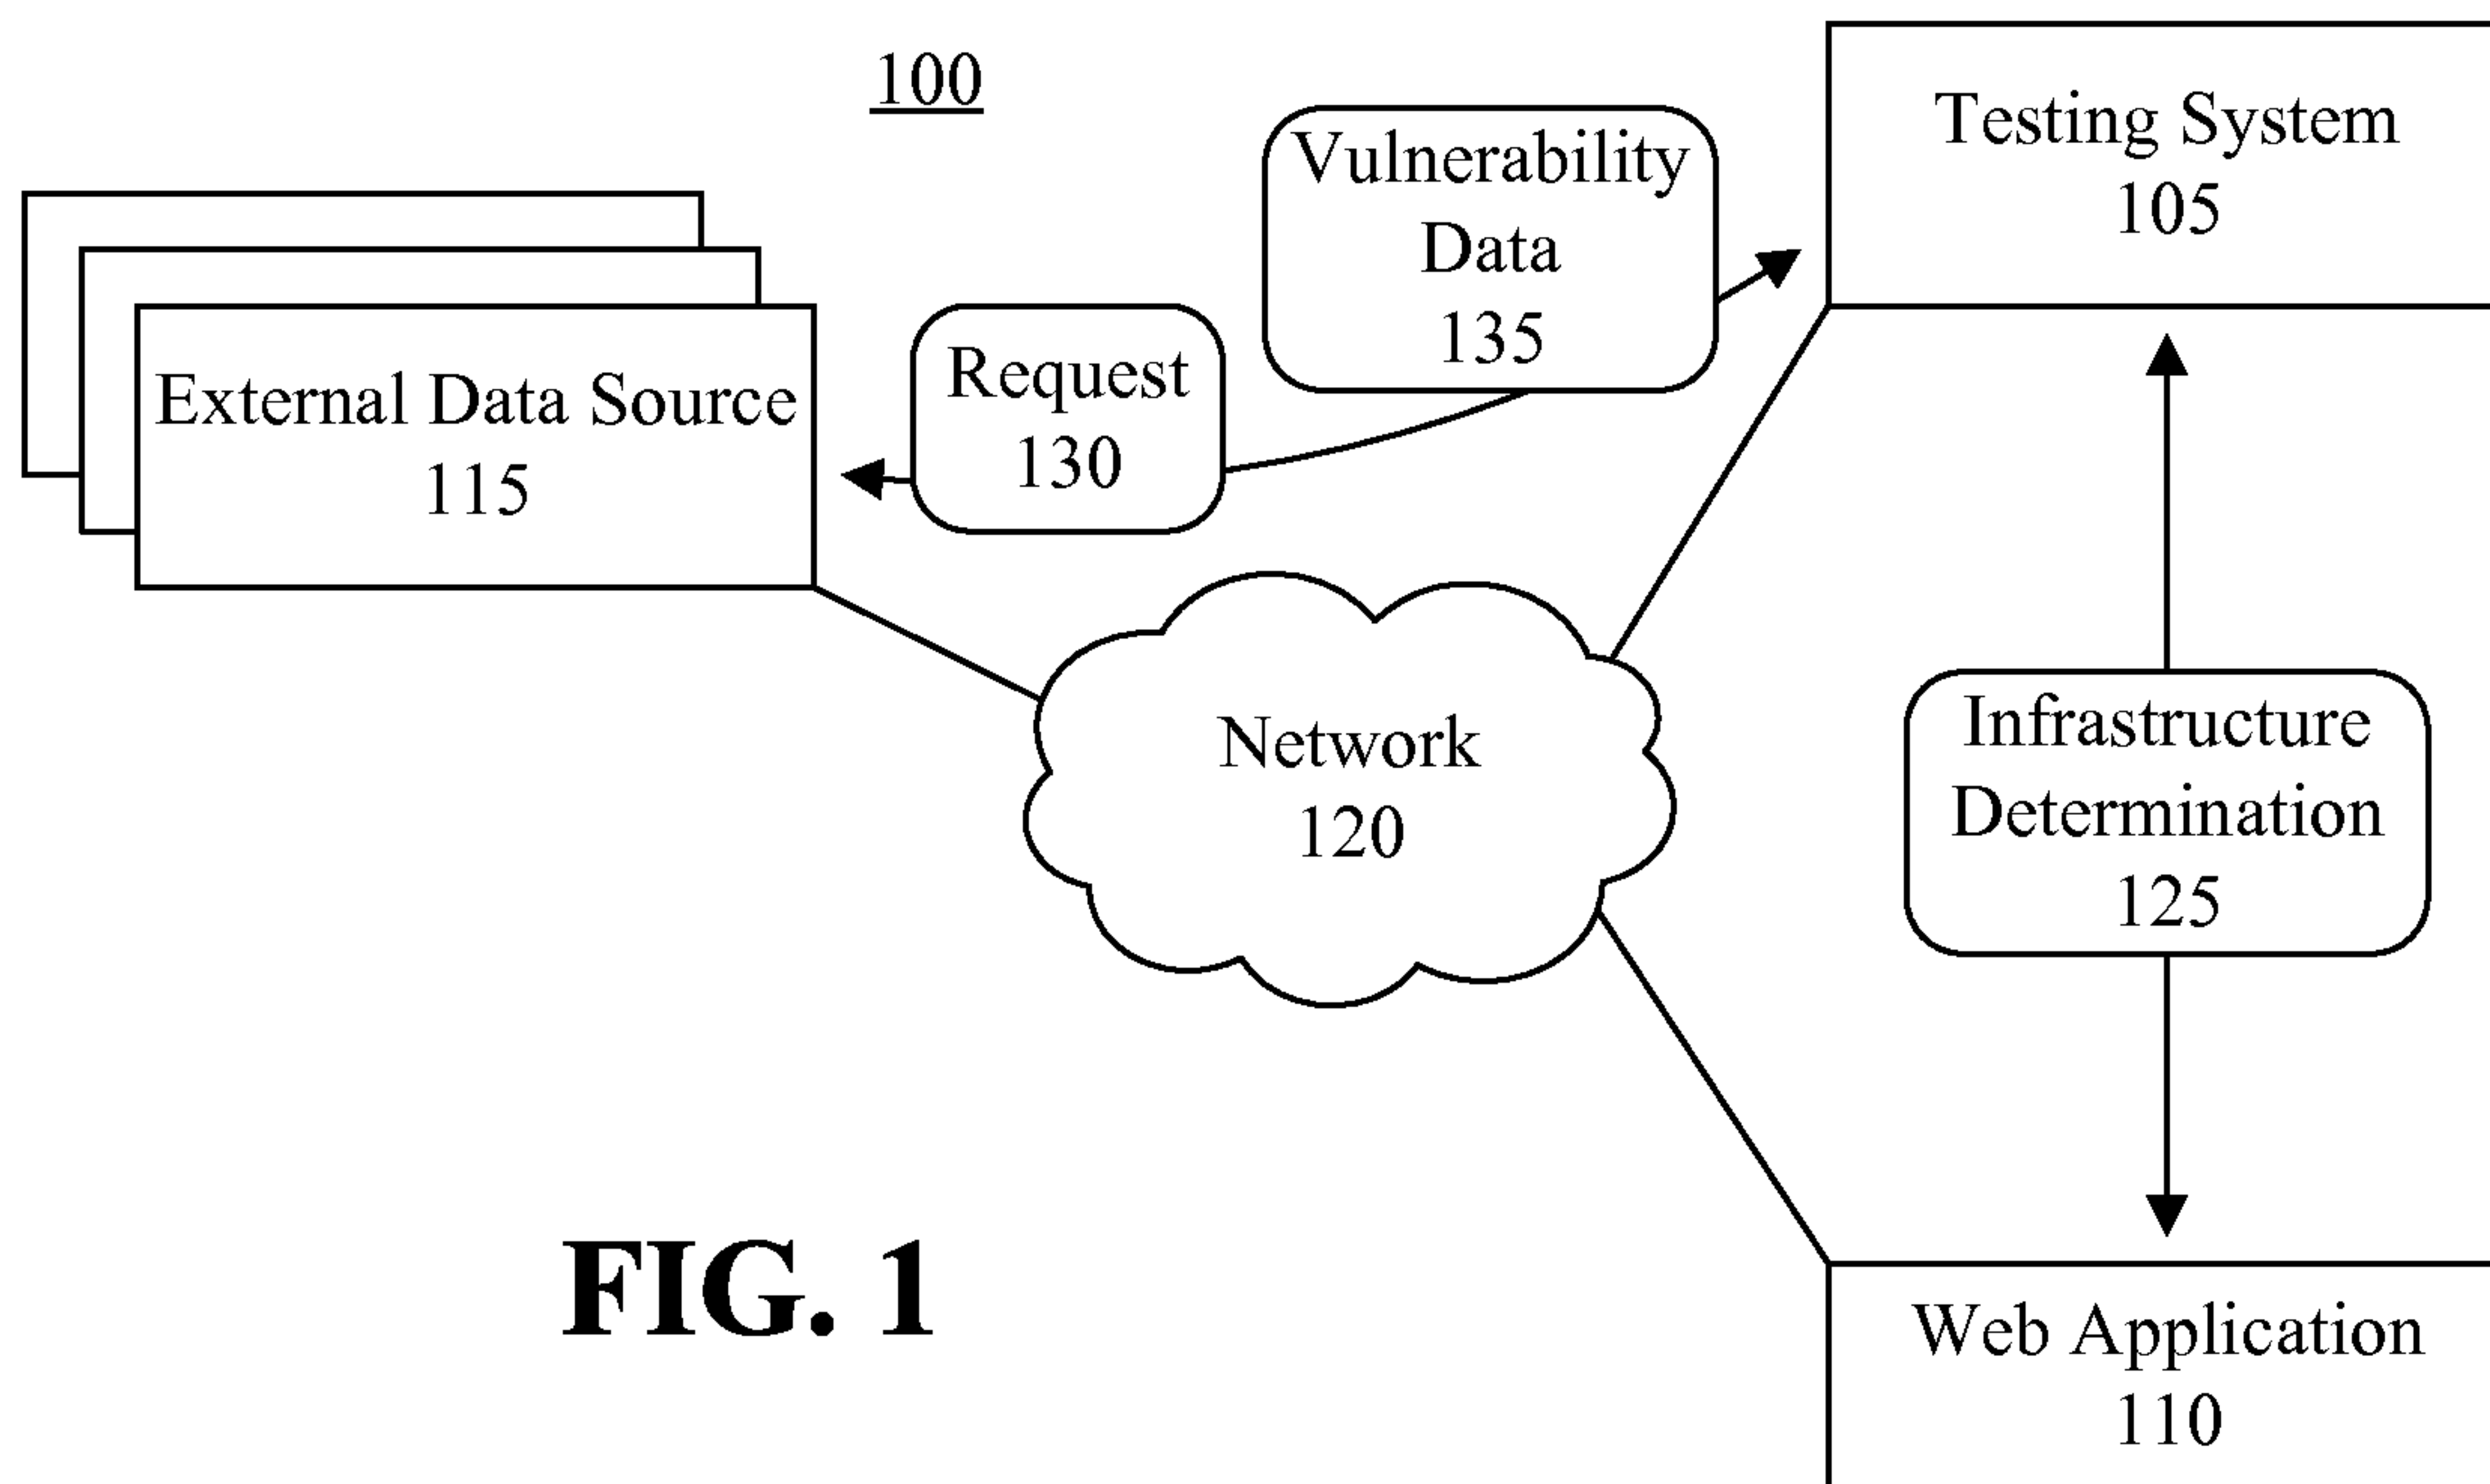 100
Testing System
105
Vulnerability
Data
135
Request
130
External Data Source
115
Network
120
Infrastructure
Determination
125
FIG. 1
Web Application
110